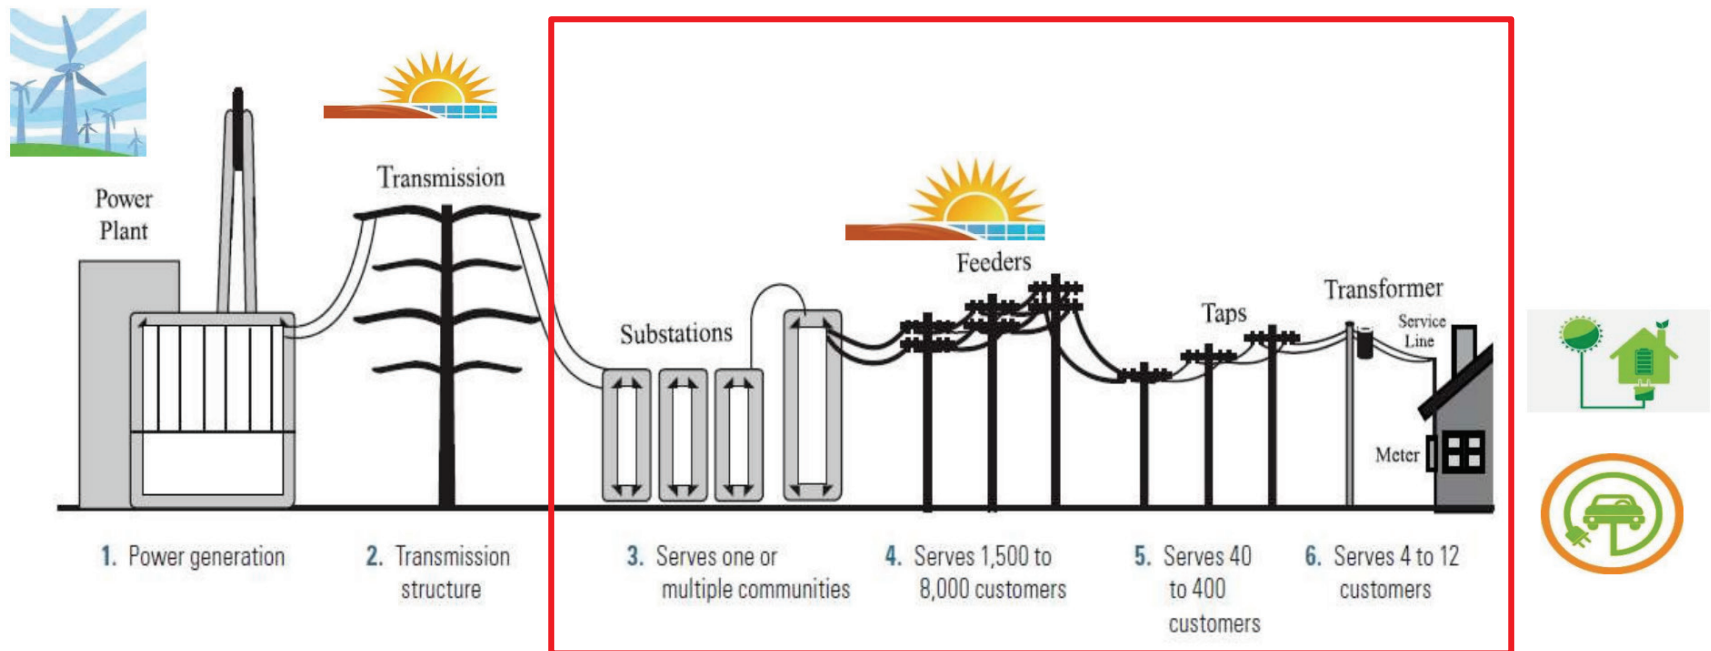 Power
Plant
Transmission
Substations
Feeders
Taps
Transformer
Service
Line
Meter
1. Power generation
2. Transmission
structure
3. Serves one or
multiple communities
4. Serves 1,500 to
8,000 customers
5. Serves 40
to 400
customers
6. Serves 4 to 12
customers